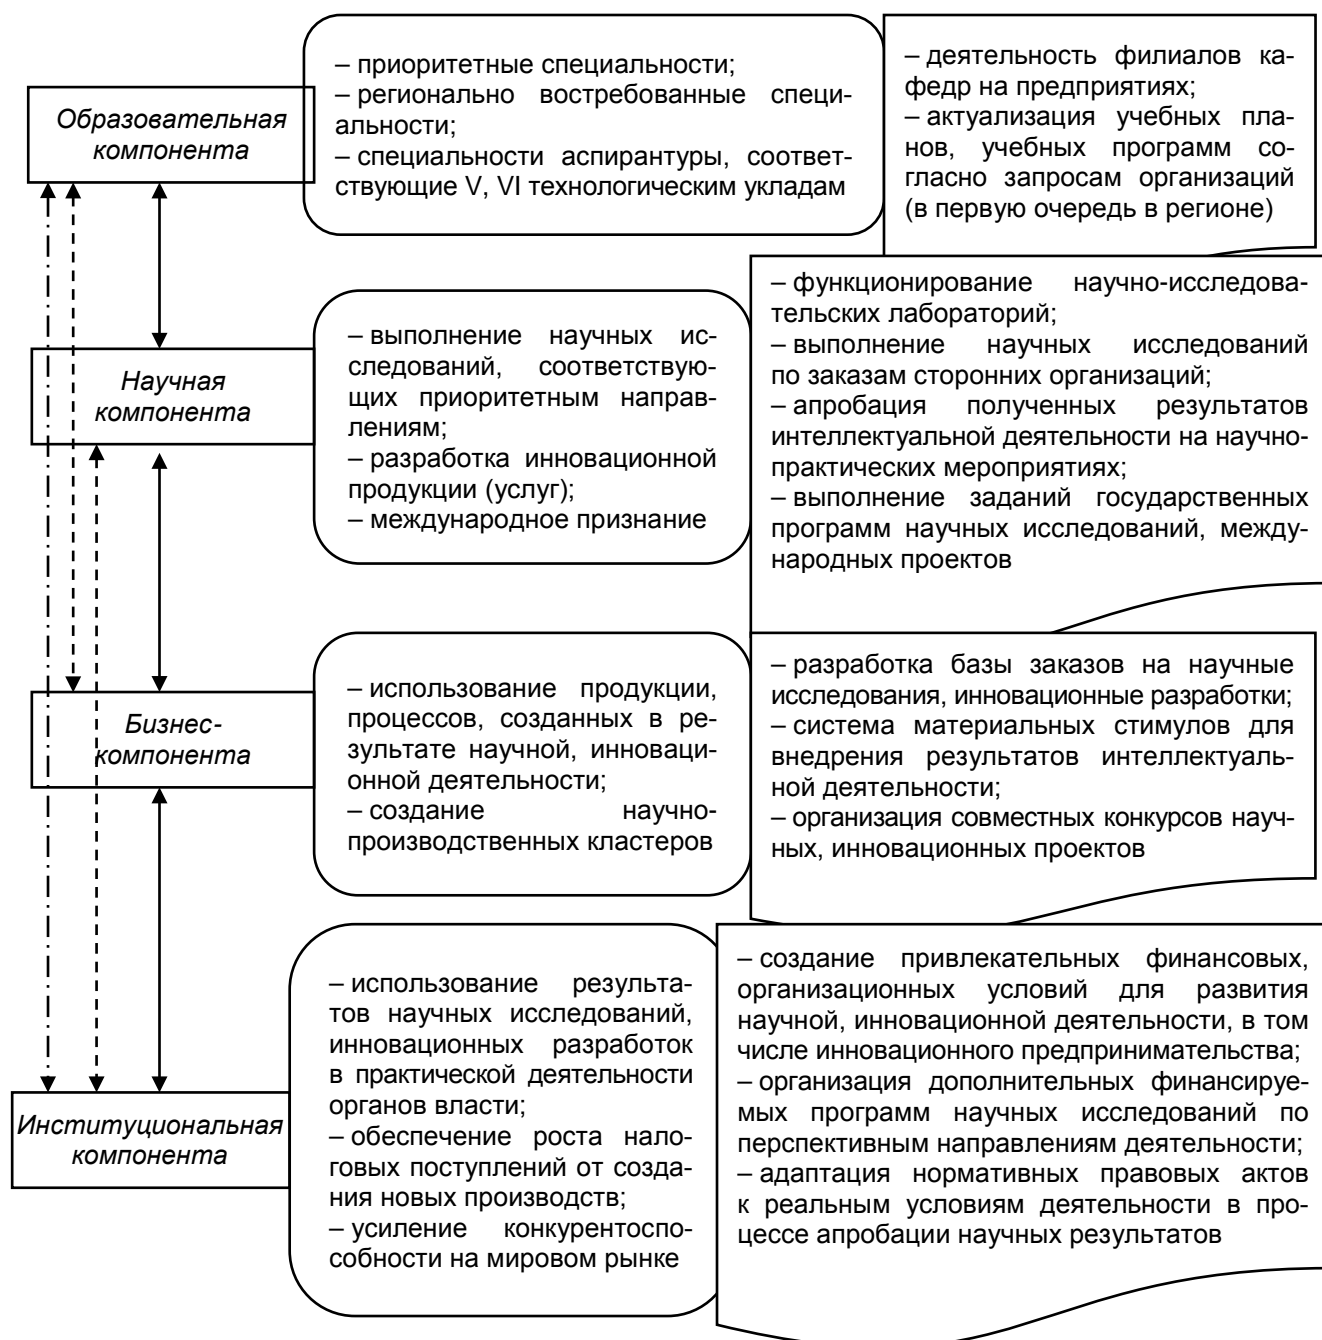 Образовательная
компонента
– приоритетные специальности;
– регионально востребованные специ-
альности;
– специальности аспирантуры, соответ-
ствующие V, VI технологическим укладам
– деятельность филиалов ка-
федр на предприятиях;
– актуализация учебных пла-
нов, учебных программ со-
гласно запросам организаций
(в первую очередь в регионе)
Научная
компонента
– выполнение научных ис-
следований, соответствую-
щих приоритетным направ-
лениям;
– разработка инновационной
продукции (услуг);
– международное признание
– функционирование научно-исследова-
тельских лабораторий;
– выполнение научных исследований
по заказам сторонних организаций;
– апробация полученных результатов
интеллектуальной деятельности на научно-
практических мероприятиях;
– выполнение заданий государственных
программ научных исследований, между-
народных проектов
Бизнес-
компонента
– использование продукции,
процессов, созданных в ре-
зультате научной, инноваци-
онной деятельности;
– создание научно-
производственных кластеров
– разработка базы заказов на научные
исследования, инновационные разработки;
– система материальных стимулов для
внедрения результатов интеллектуаль-
ной деятельности;
– организация совместных конкурсов науч-
ных, инновационных проектов
Институциональная
компонента
– использование результа-
тов научных исследований,
инновационных разработок
в практической деятельности
органов власти;
– обеспечение роста нало-
говых поступлений от созда-
ния новых производств;
– усиление конкурентоспо-
собности на мировом рынке
– создание привлекательных финансовых,
организационных условий для развития
научной, инновационной деятельности, в том
числе инновационного предпринимательства;
– организация дополнительных финансируе-
мых программ научных исследований по
перспективным направлениям деятельности;
– адаптация нормативных правовых актов
к реальным условиям деятельности в про-
цессе апробации научных результатов